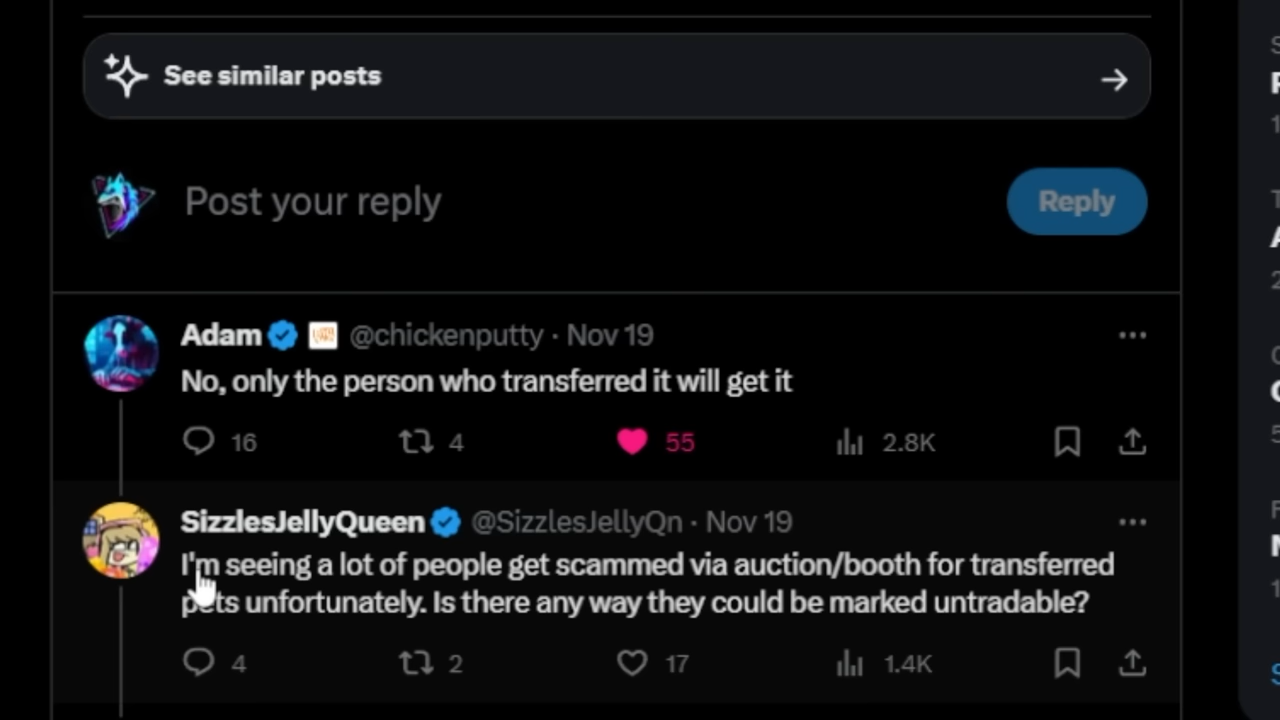 See similar posts
Post your reply
Reply
Adam @chickenputty · Nov 19
No, only the person who transferred it will get it
16 4 55 2.8K
SizzlesJellyQueen @SizzlesJellyQn · Nov 19
I'm seeing a lot of people get scammed via auction/booth for transferred
pets unfortunately. Is there any way they could be marked untradable?
4 2 17 1.4K